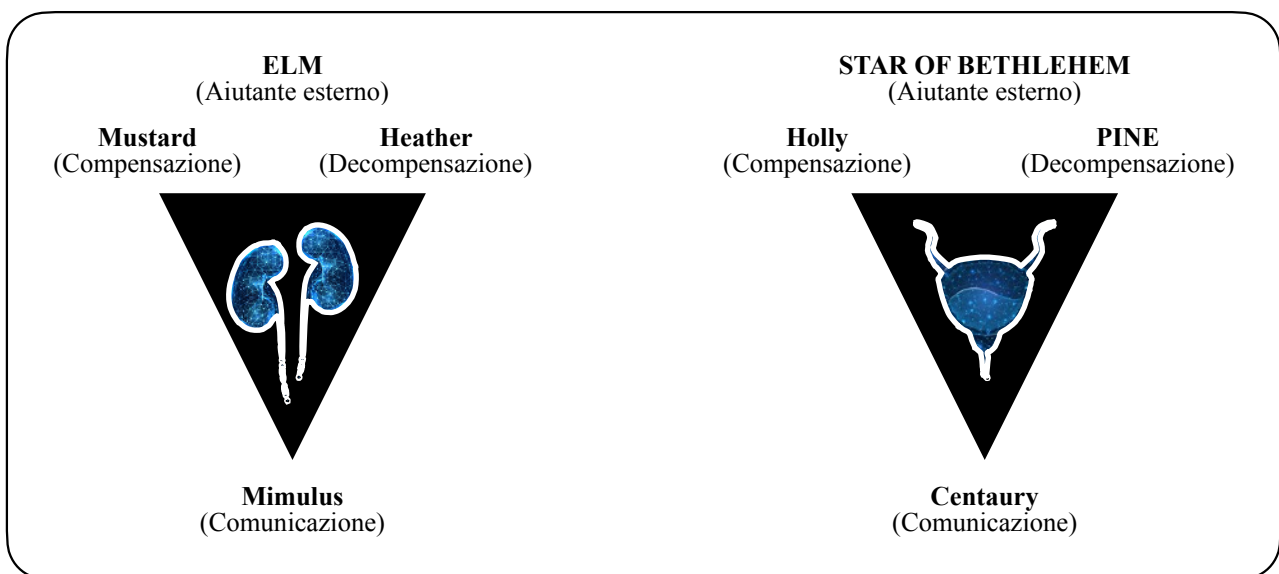 ELM
(Aiutante esterno)
Mustard
(Compensazione)
Heather
(Decompensazione)
Mimulus
(Comunicazione)
STAR OF BETHLEHEM
(Aiutante esterno)
Holly
(Compensazione)
PINE
(Decompensazione)
Centaury
(Comunicazione)